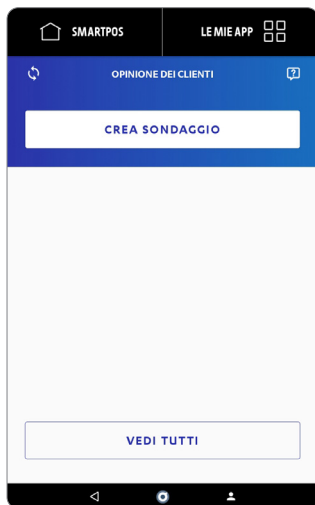 SMARTPOS
LE MIE APP
OPINIONE DEI CLIENTI
?
CREA SONDAGGIO
VEDI TUTTI